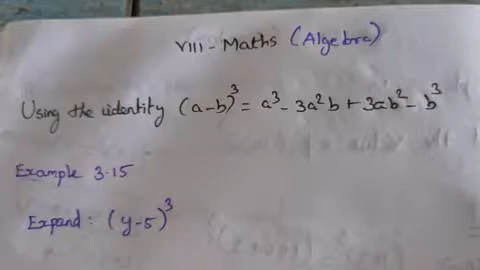 VIII - Maths (Algebra)
Using the identity (a-b)³ = a³ - 3a²b + 3ab² - b³
Example 3.15
Expand : (y-5)³